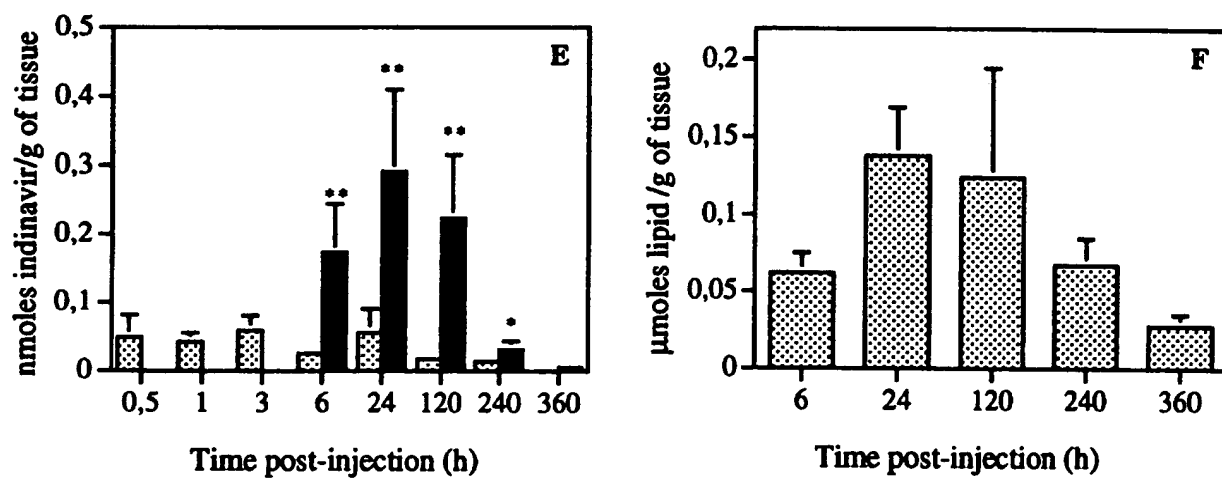 E
nmoles indinavir/g of tissue
0,5
0,4
0,3
0,2
0,1
0
**
**
**
*
0,5 1 3 6 24 120 240 360
Time post-injection (h)
F
μmoles lipid /g of tissue
0,2
0,15
0,1
0,05
0
6 24 120 240 360
Time post-injection (h)